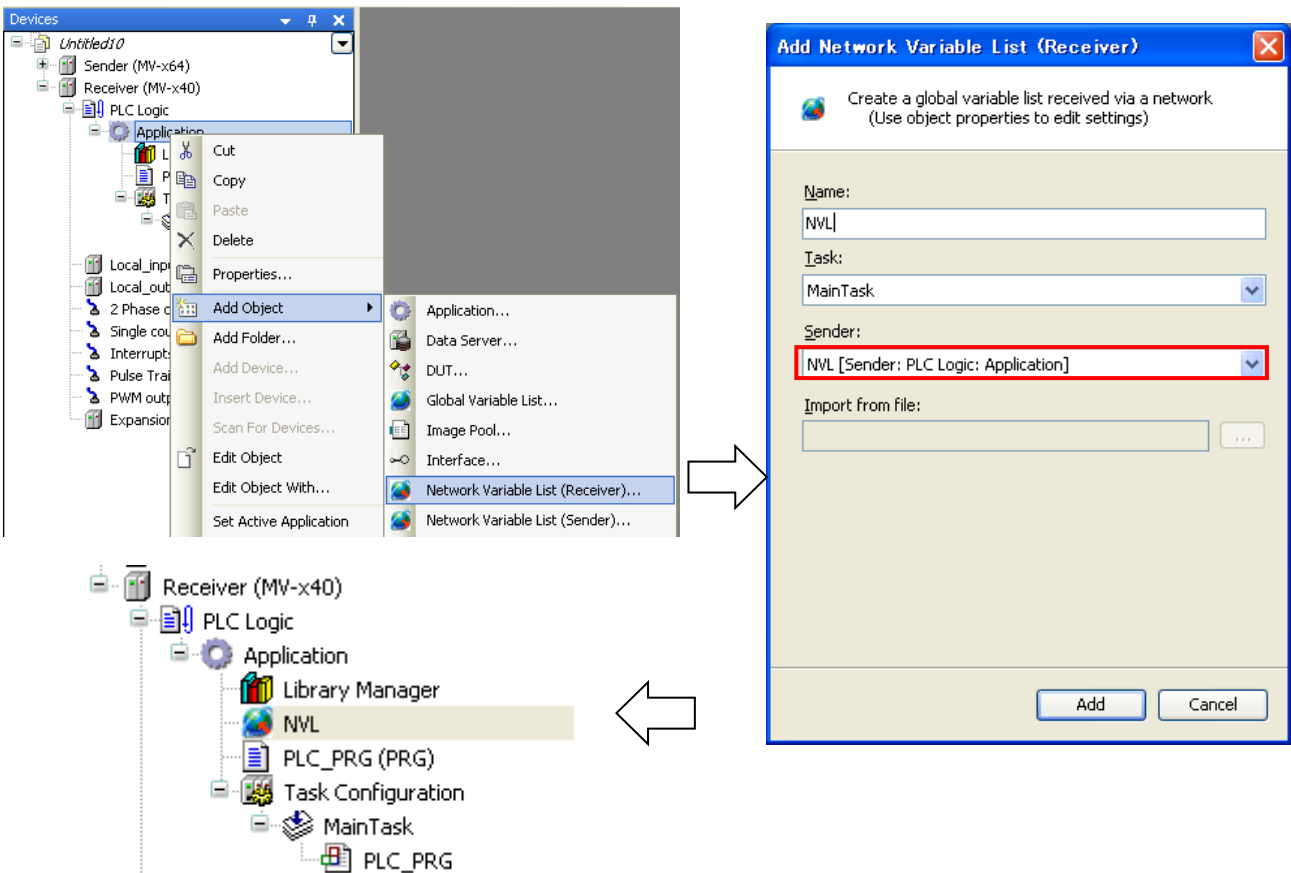 Devices
Untitled10
Sender (MV-x64)
Receiver (MV-x40)
PLC Logic
Application
L
P
T
Local_inp
Local_out
2 Phase c
Single cou
Interrupt
Pulse Trai
PWM outp
Expansion
Cut
Copy
Paste
Delete
Properties...
Add Object
Add Folder...
Add Device...
Insert Device...
Scan For Devices...
Edit Object
Edit Object With...
Set Active Application
Application...
Data Server...
DUT...
Global Variable List...
Image Pool...
Interface...
Network Variable List (Receiver)...
Network Variable List (Sender)...
Add Network Variable List (Receiver)
Create a global variable list received via a network
(Use object properties to edit settings)
Name:
NVL
Task:
MainTask
Sender:
NVL [Sender: PLC Logic: Application]
Import from file:
...
Add
Cancel
Receiver (MV-x40)
PLC Logic
Application
Library Manager
NVL
PLC_PRG (PRG)
Task Configuration
MainTask
PLC_PRG